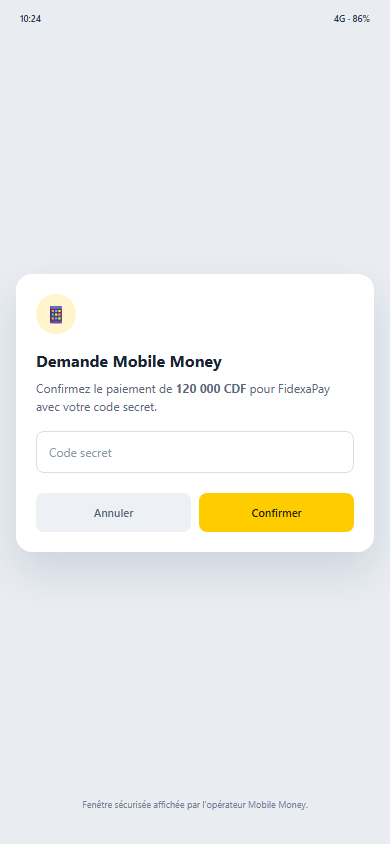 10:24
4G · 86%
Demande Mobile Money
Confirmez le paiement de 120 000 CDF pour FidexaPay
avec votre code secret.
Code secret
Annuler
Confirmer
Fenêtre sécurisée affichée par l'opérateur Mobile Money.